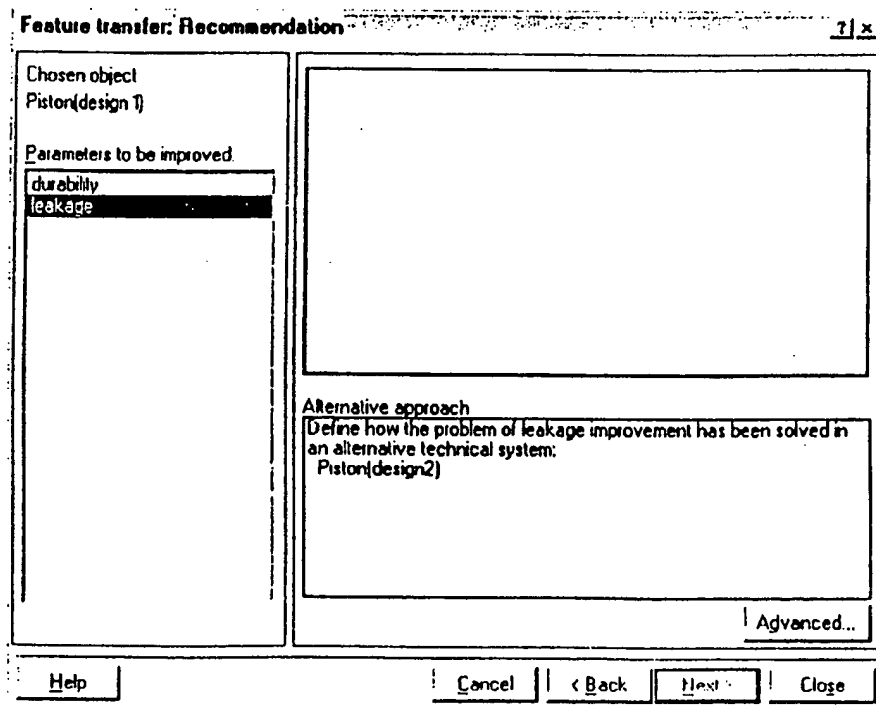 Feature transfer: Recommendation
? x
Chosen object
Piston(design 1)
Parameters to be improved.
durability
leakage
Alternative approach
Define how the problem of leakage improvement has been solved in
an alternative technical system:
Piston(design2)
Advanced...
Help
Cancel
< Back
Next >
Close